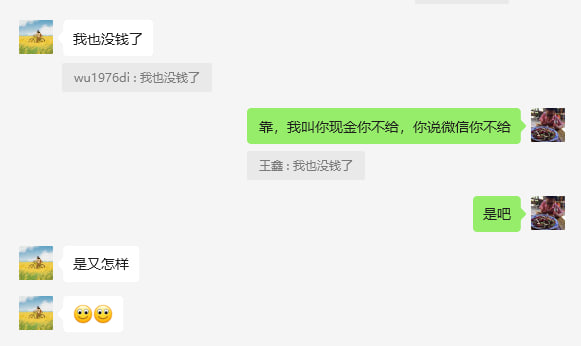 我也没钱了
wu1976di : 我也没钱了
靠，我叫你现金你不给，你说微信你不给
王鑫 : 我也没钱了
是吧
是又怎样